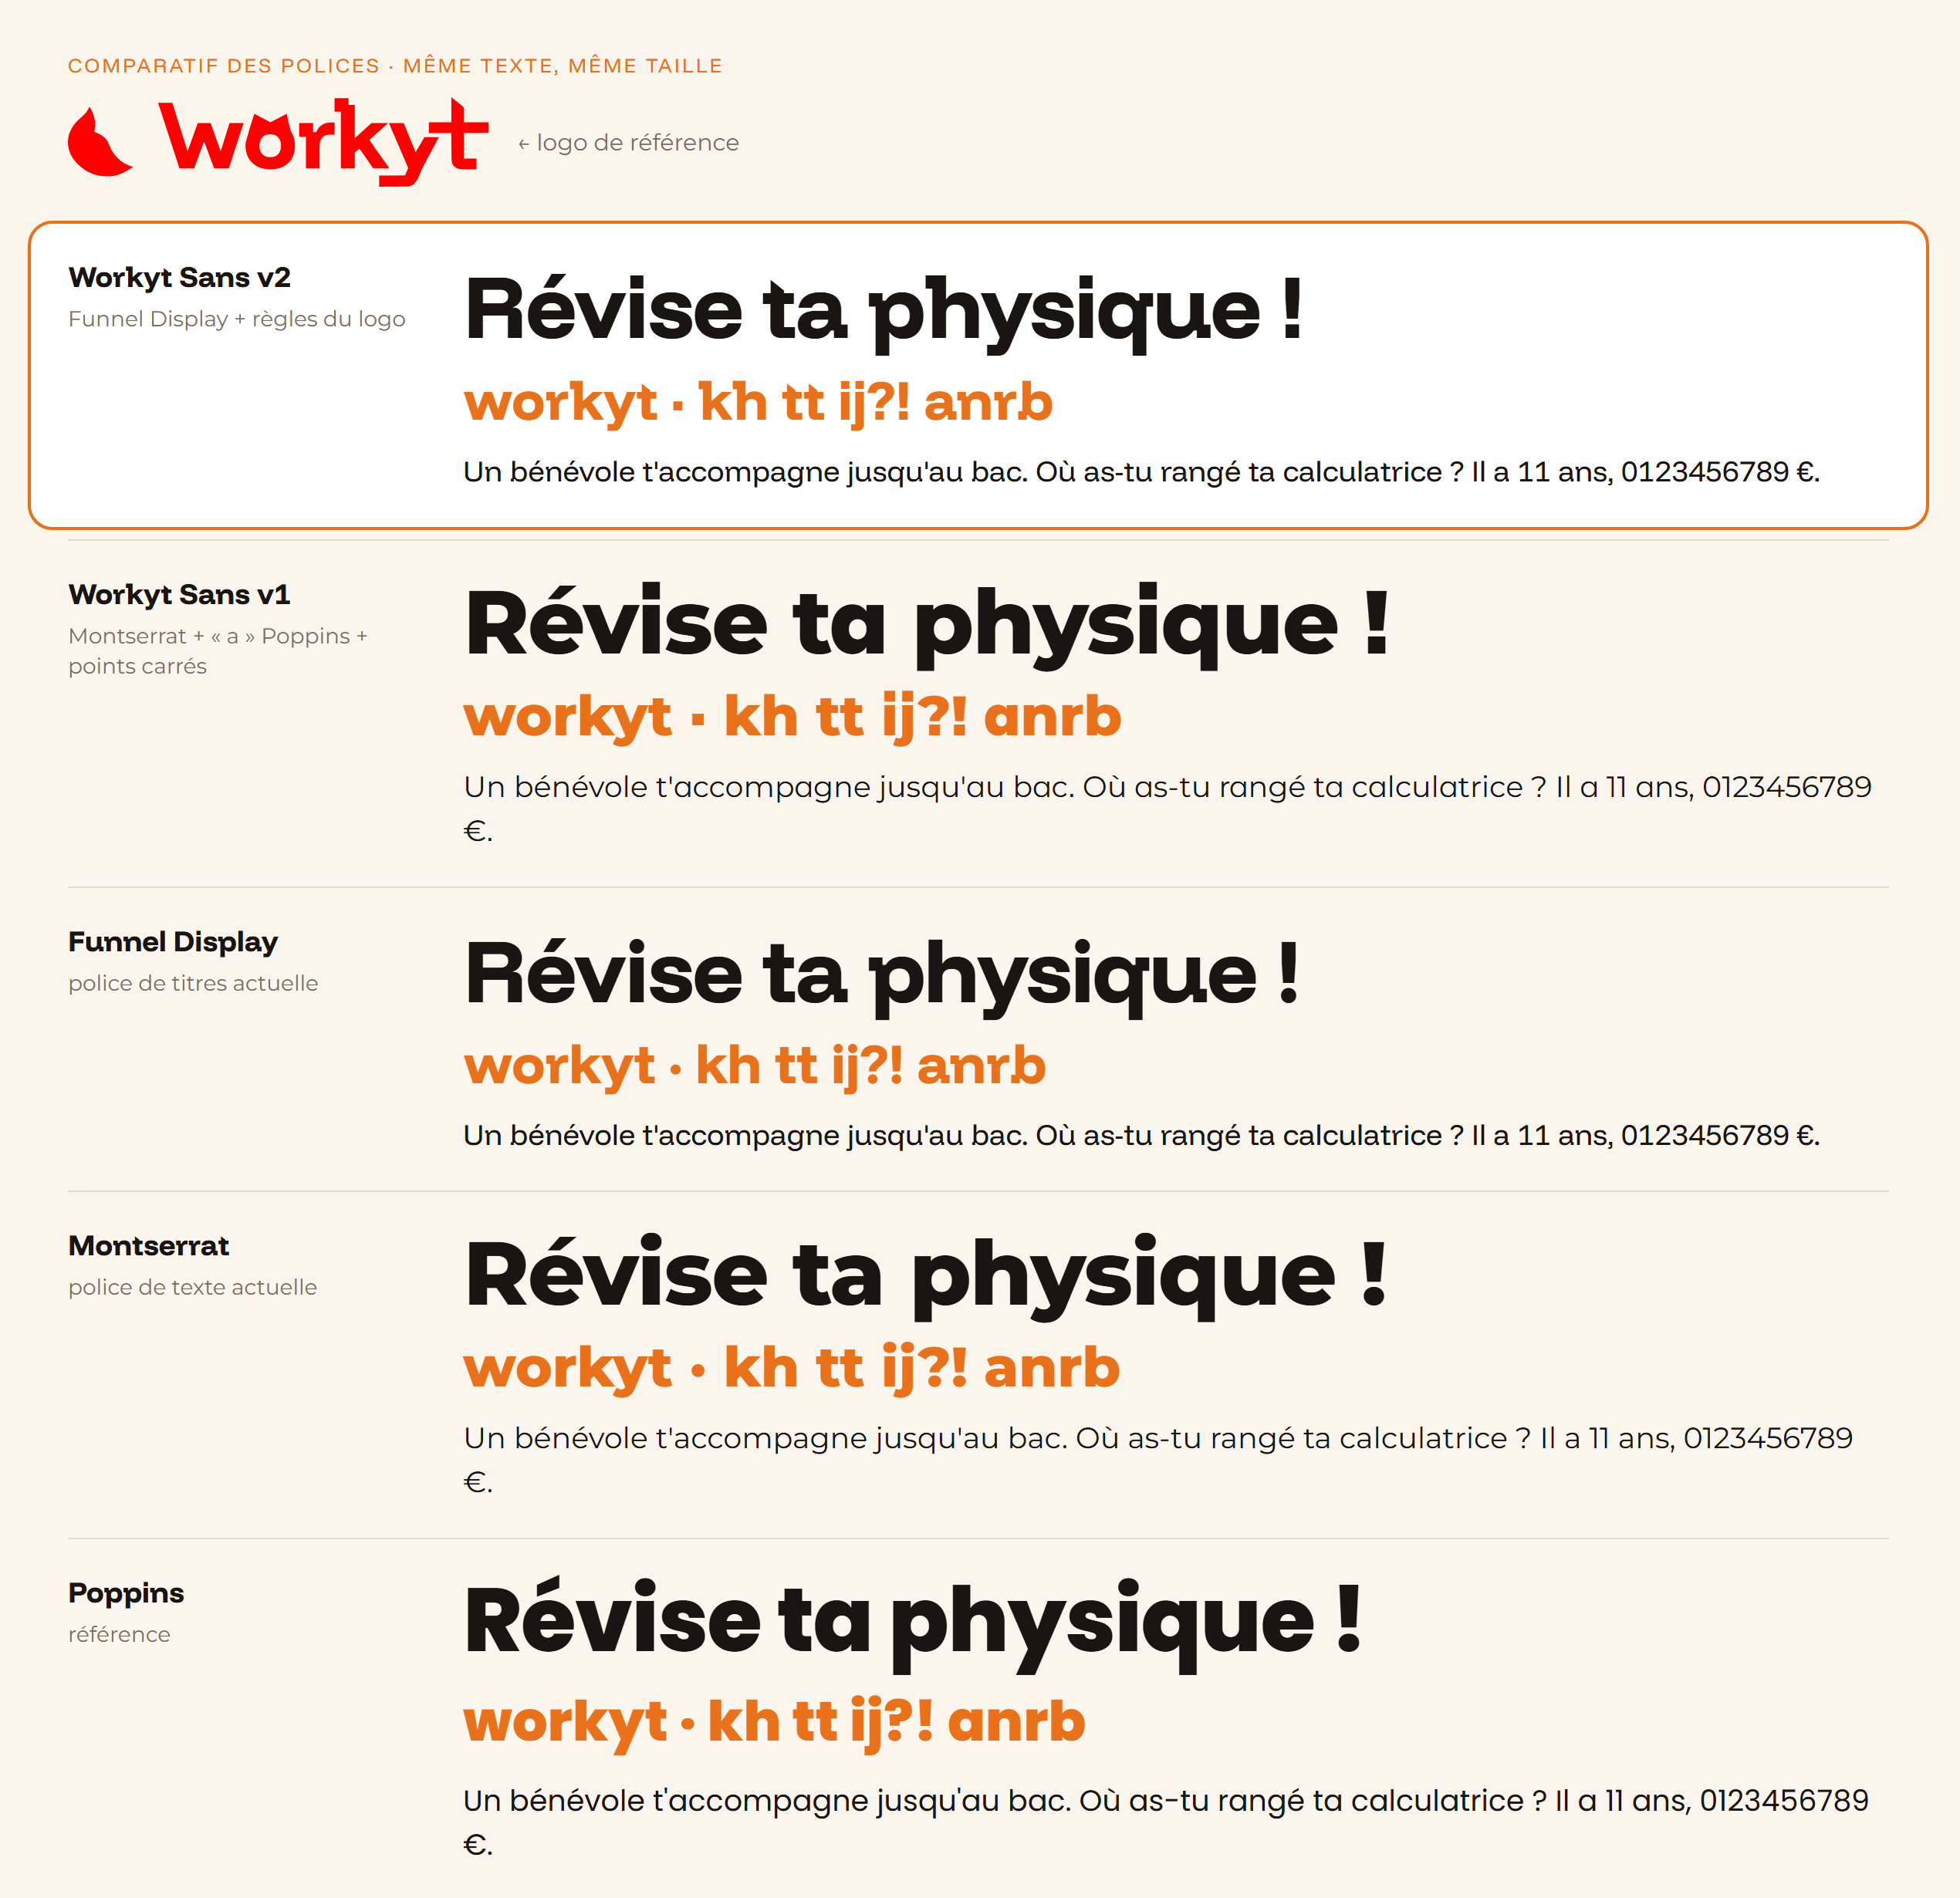 COMPARATIF DES POLICES · MÊME TEXTE, MÊME TAILLE
Workyt ← logo de référence
Workyt Sans v2
Funnel Display + règles du logo
Révise ta physique !
workyt · kh tt ij?! anrb
Un bénévole t'accompagne jusqu'au bac. Où as-tu rangé ta calculatrice ? Il a 11 ans, 0123456789 €.
Workyt Sans v1
Montserrat + « a » Poppins +
points carrés
Révise ta physique !
workyt · kh tt ij?! anrb
Un bénévole t'accompagne jusqu'au bac. Où as-tu rangé ta calculatrice ? Il a 11 ans, 0123456789
€.
Funnel Display
police de titres actuelle
Révise ta physique !
workyt · kh tt ij?! anrb
Un bénévole t'accompagne jusqu'au bac. Où as-tu rangé ta calculatrice ? Il a 11 ans, 0123456789 €.
Montserrat
police de texte actuelle
Révise ta physique !
workyt · kh tt ij?! anrb
Un bénévole t'accompagne jusqu'au bac. Où as-tu rangé ta calculatrice ? Il a 11 ans, 0123456789
€.
Poppins
référence
Révise ta physique !
workyt · kh tt ij?! anrb
Un bénévole t'accompagne jusqu'au bac. Où as-tu rangé ta calculatrice ? Il a 11 ans, 0123456789
€.